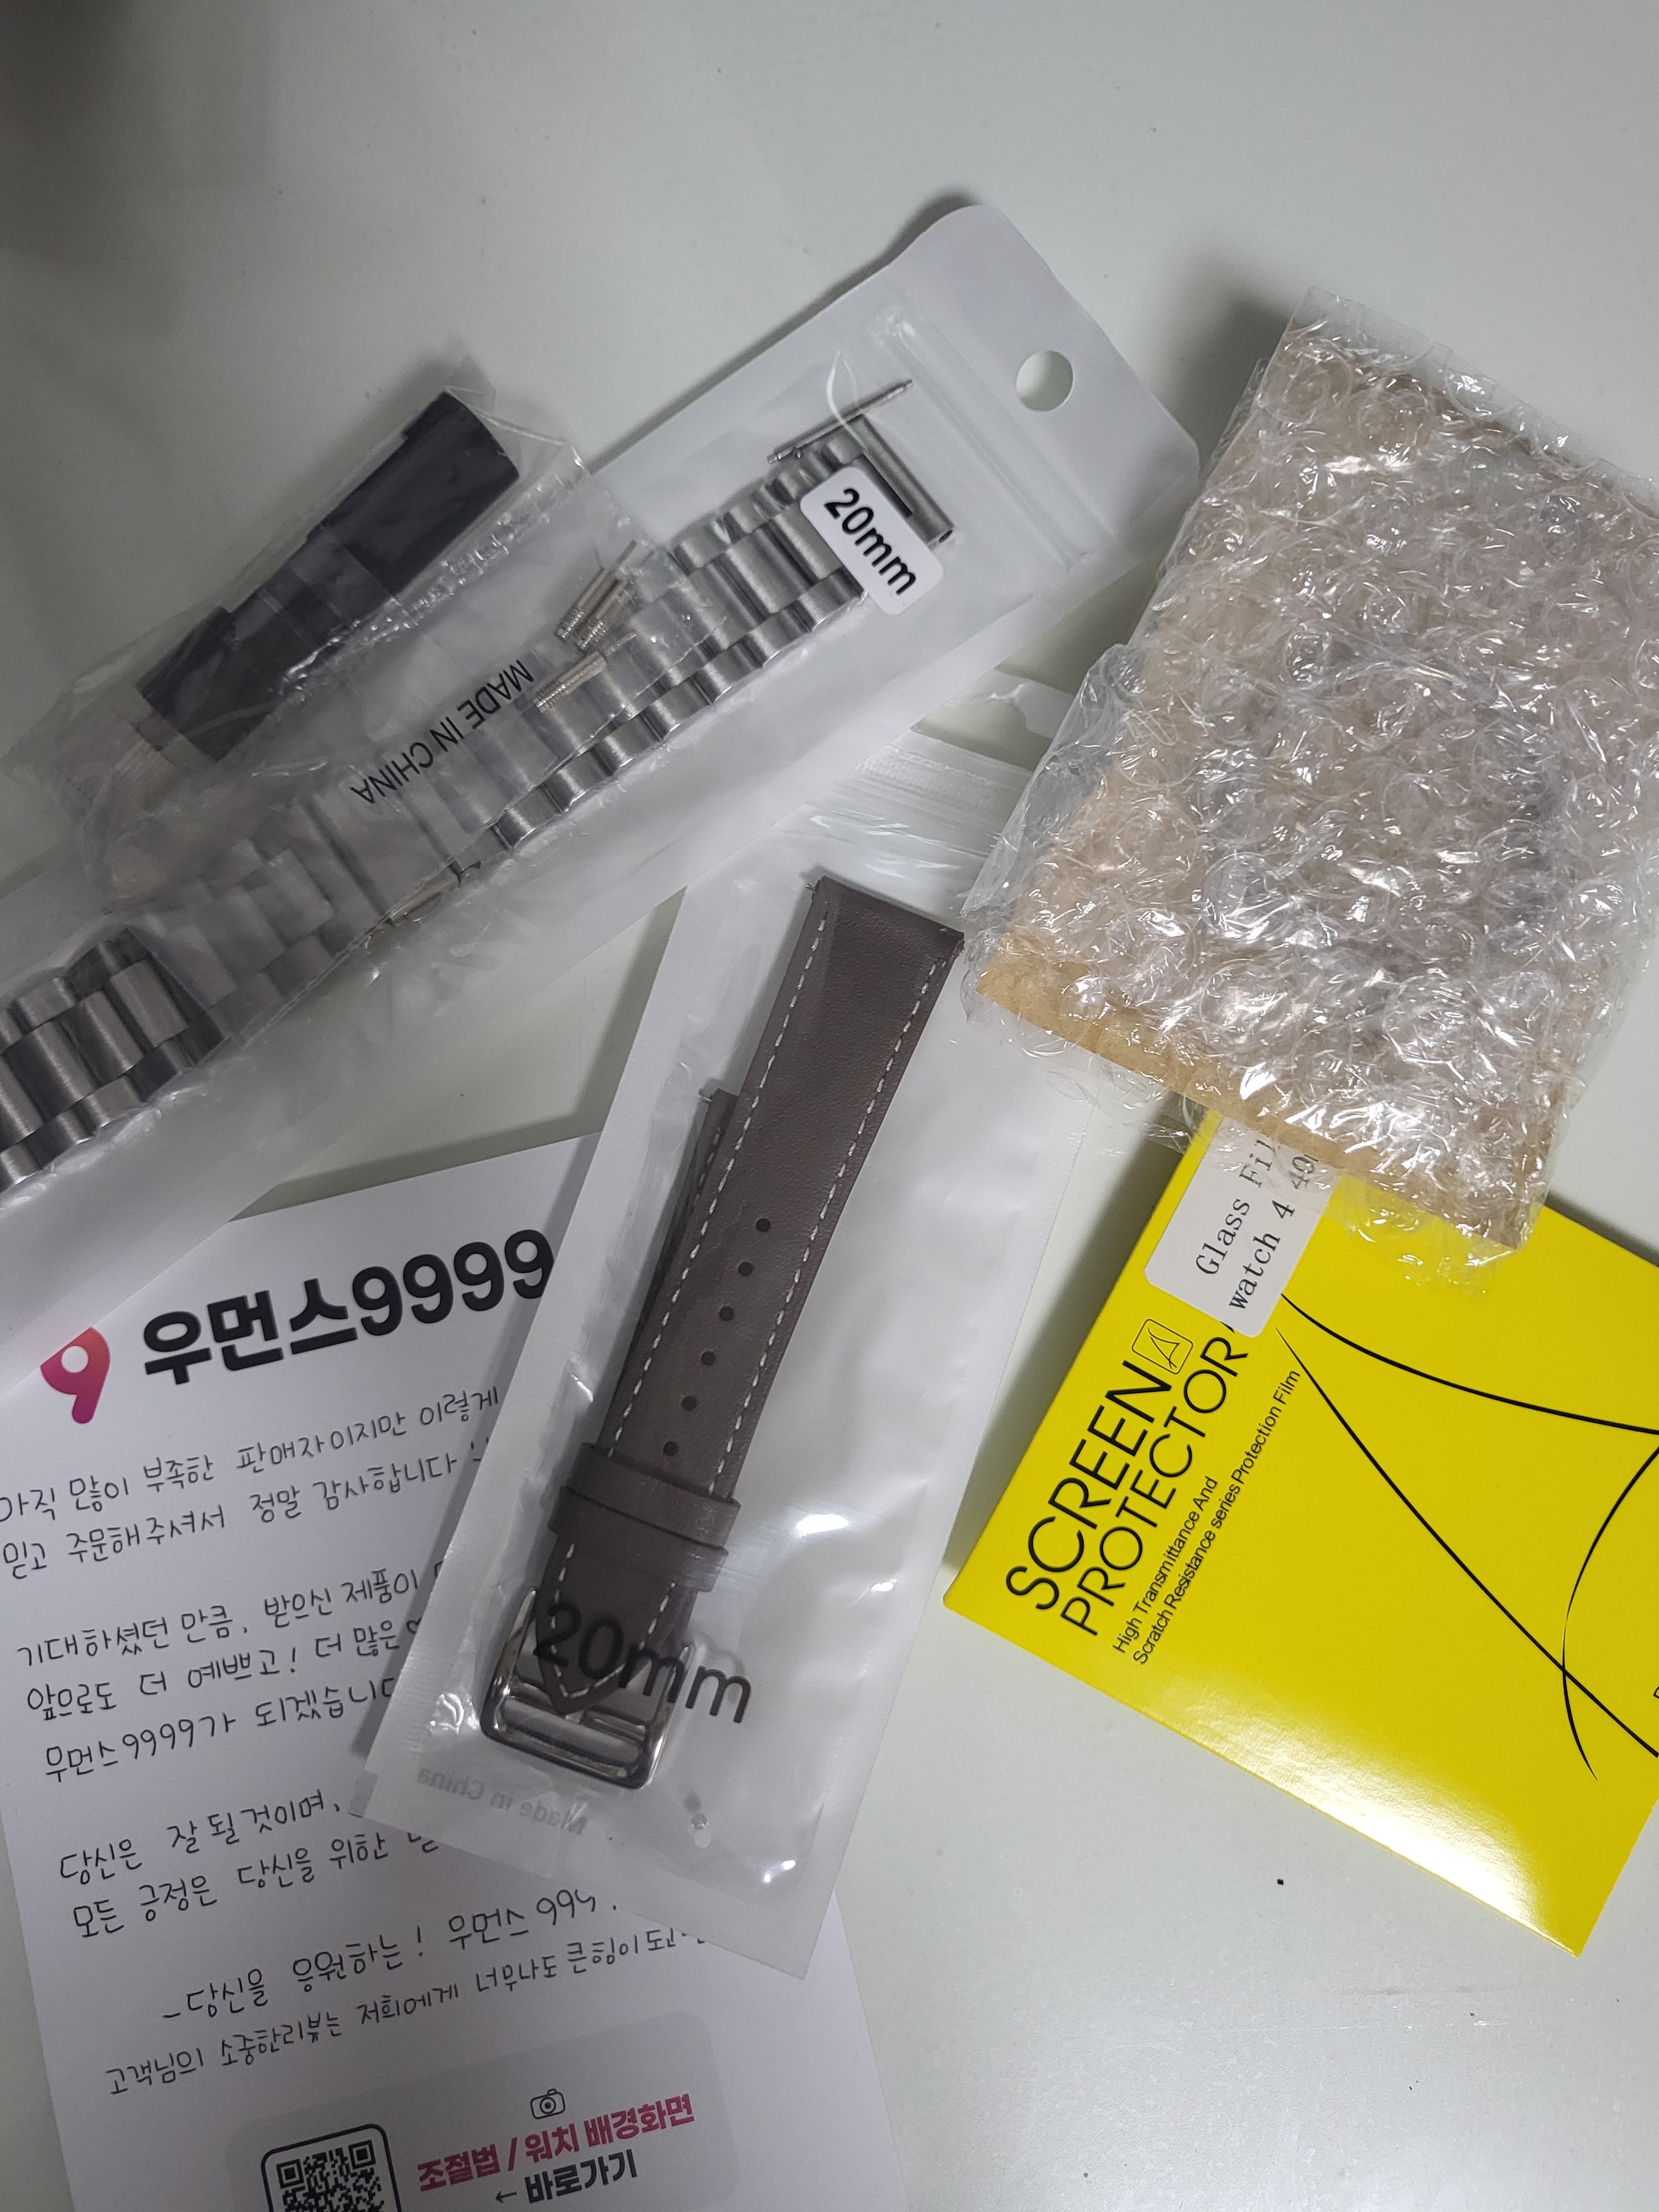 20mm
MADE IN CHINA
9 우먼스9999
아직 많이 부족한 판매자이지만 이렇게
믿고 주문해주셔서 정말 감사합니다
기대하셨던 만큼, 받으신 제품이
앞으로도 더 예쁘고! 더 많은
우먼스9999가 되겠습니다
당신은 잘 될 것이며,
모든 긍정은 당신을 위한
-당신을 응원하는! 우먼스 999
고객님의 소중한리뷰는 저희에게 너무나도 큰힘이 되고
조절법 / 워치 배경화면
← 바로가기
20mm
Made in China
Glass
watch 4 40
SCREEN
PROTECTOR
High Transmittance And
Scratch Resistance series Protection Film